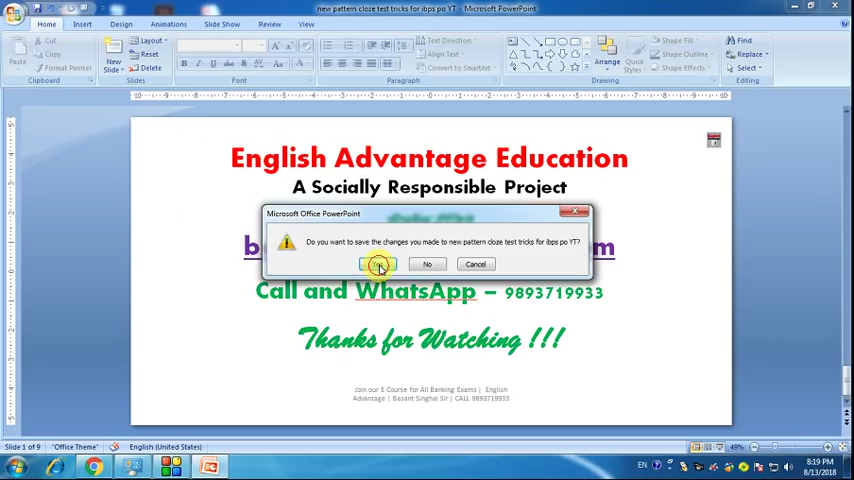 new pattern cloze test tricks for ibps po YT - Microsoft PowerPoint
Home Insert Design Animations Slide Show Review View
Cut
Copy
Format Painter
Paste
Clipboard
New Slide
Layout
Reset
Delete
Slides
Font
Text Direction
Align Text
Convert to SmartArt
Paragraph
Arrange
Quick Styles
Shape Fill
Shape Outline
Shape Effects
Drawing
Find
Replace
Select
Editing
English Advantage Education
A Socially Responsible Project
Microsoft Office PowerPoint
Do you want to save the changes you made to new pattern cloze test tricks for ibps po YT?
Yes No Cancel
Call and WhatsApp – 9893719933
Thanks for Watching !!!
Join our E Course for All Banking Exams | English
Advantage | Basant Singhal Sir | CALL 9893719933
Slide 1 of 9 "Office Theme" English (United States) 49%
EN 8:19 PM
8/13/2018